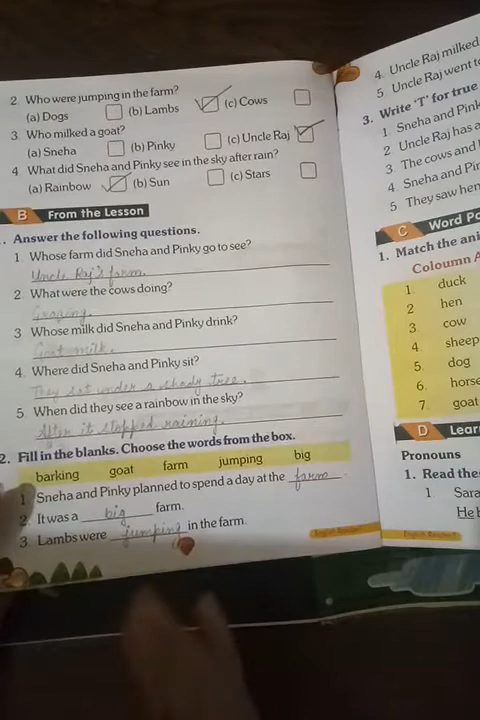 2. Who were jumping in the farm?
(a) Dogs (b) Lambs (c) Cows
3. Who milked a goat?
(a) Sneha (b) Pinky (c) Uncle Raj
4 What did Sneha and Pinky see in the sky after rain?
(a) Rainbow (b) Sun (c) Stars
B From the Lesson
1. Answer the following questions.
1 Whose farm did Sneha and Pinky go to see?
Uncle Raj's farm.
2. What were the cows doing?
Grazing.
3 Whose milk did Sneha and Pinky drink?
Goat milk.
4. Where did Sneha and Pinky sit?
They sat under a shady tree.
5 When did they see a rainbow in the sky?
After it stopped raining.
2. Fill in the blanks. Choose the words from the box.
barking goat farm jumping big
1. Sneha and Pinky planned to spend a day at the farm.
2. It was a big farm.
3. Lambs were jumping in the farm.
4. Uncle Raj milked
5. Uncle Raj went
3. Write 'T' for true
1 Sneha and
2 Uncle Raj has a
3. The cows and
4. Sneha and
5 They saw
C Word
1. Match the
1. duck
2 hen
3. cow
4. sheep
5. dog
6. horse
7. goat
D
Pronouns
1. Read the
1 Sara
He